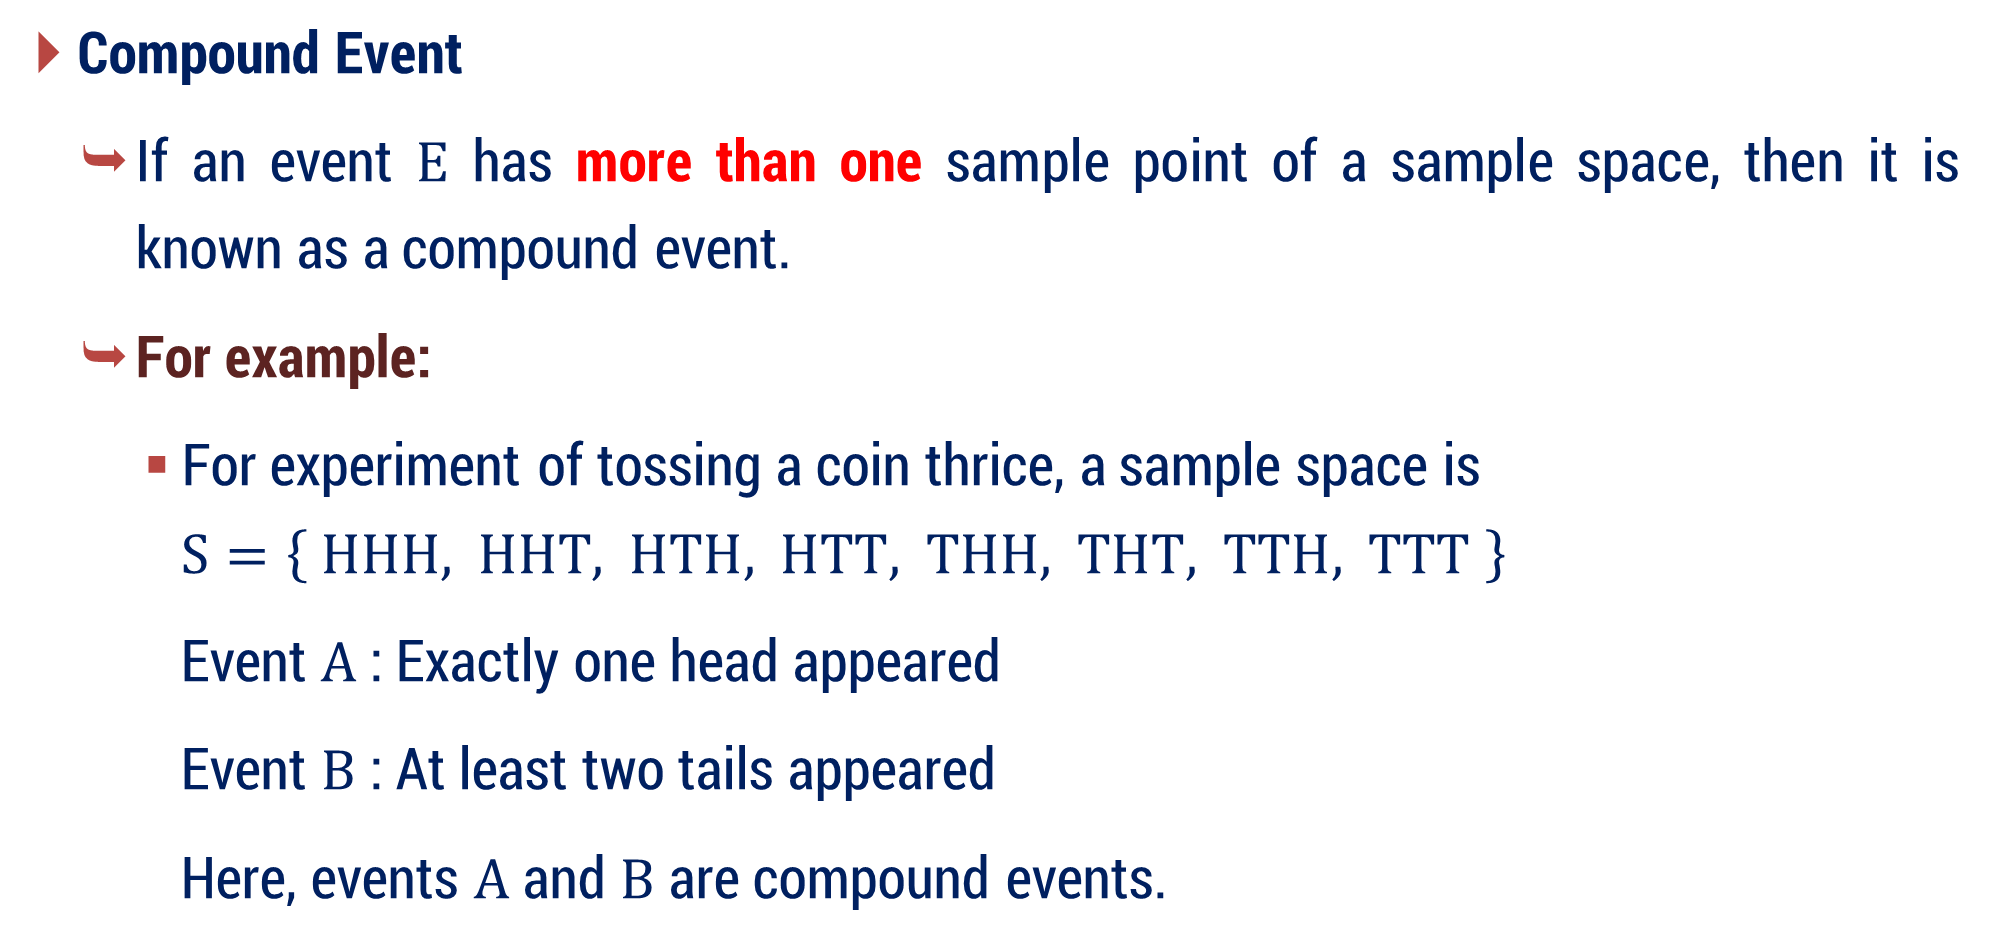 Compound Event
If an event E has more than one sample point of a sample space, then it is
known as a compound event.
For example:
For experiment of tossing a coin thrice, a sample space is
S = { HHH, HHT, HTH, HTT, THH, THT, TTH, TTT }
Event A : Exactly one head appeared
Event B : At least two tails appeared
Here, events A and B are compound events.